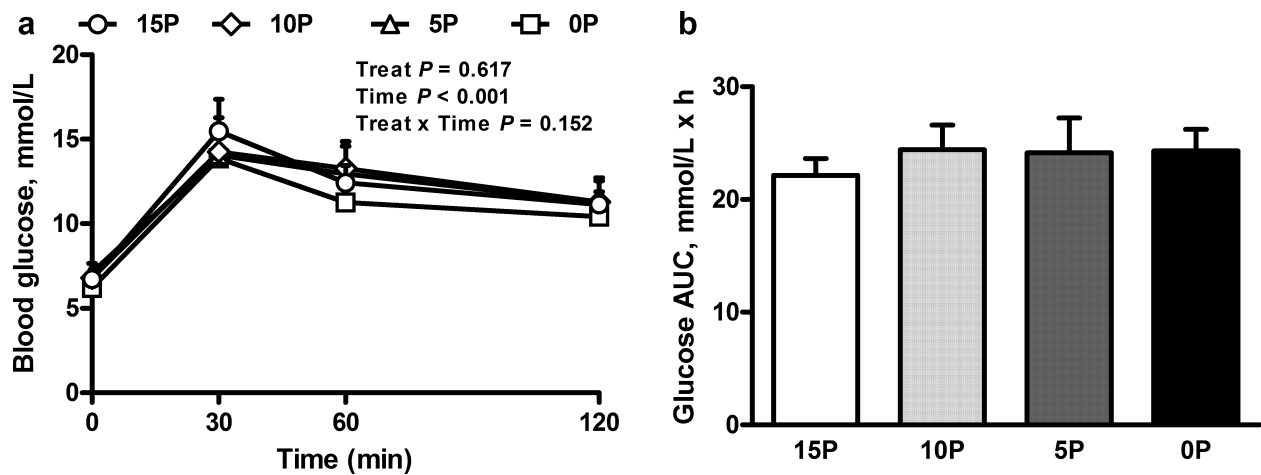 a
15P 10P 5P 0P
Blood glucose, mmol/L
20
15
10
5
0
Treat P = 0.617
Time P < 0.001
Treat x Time P = 0.152
0 30 60 120
Time (min)
b
Glucose AUC, mmol/L x h
30
20
10
0
15P 10P 5P 0P